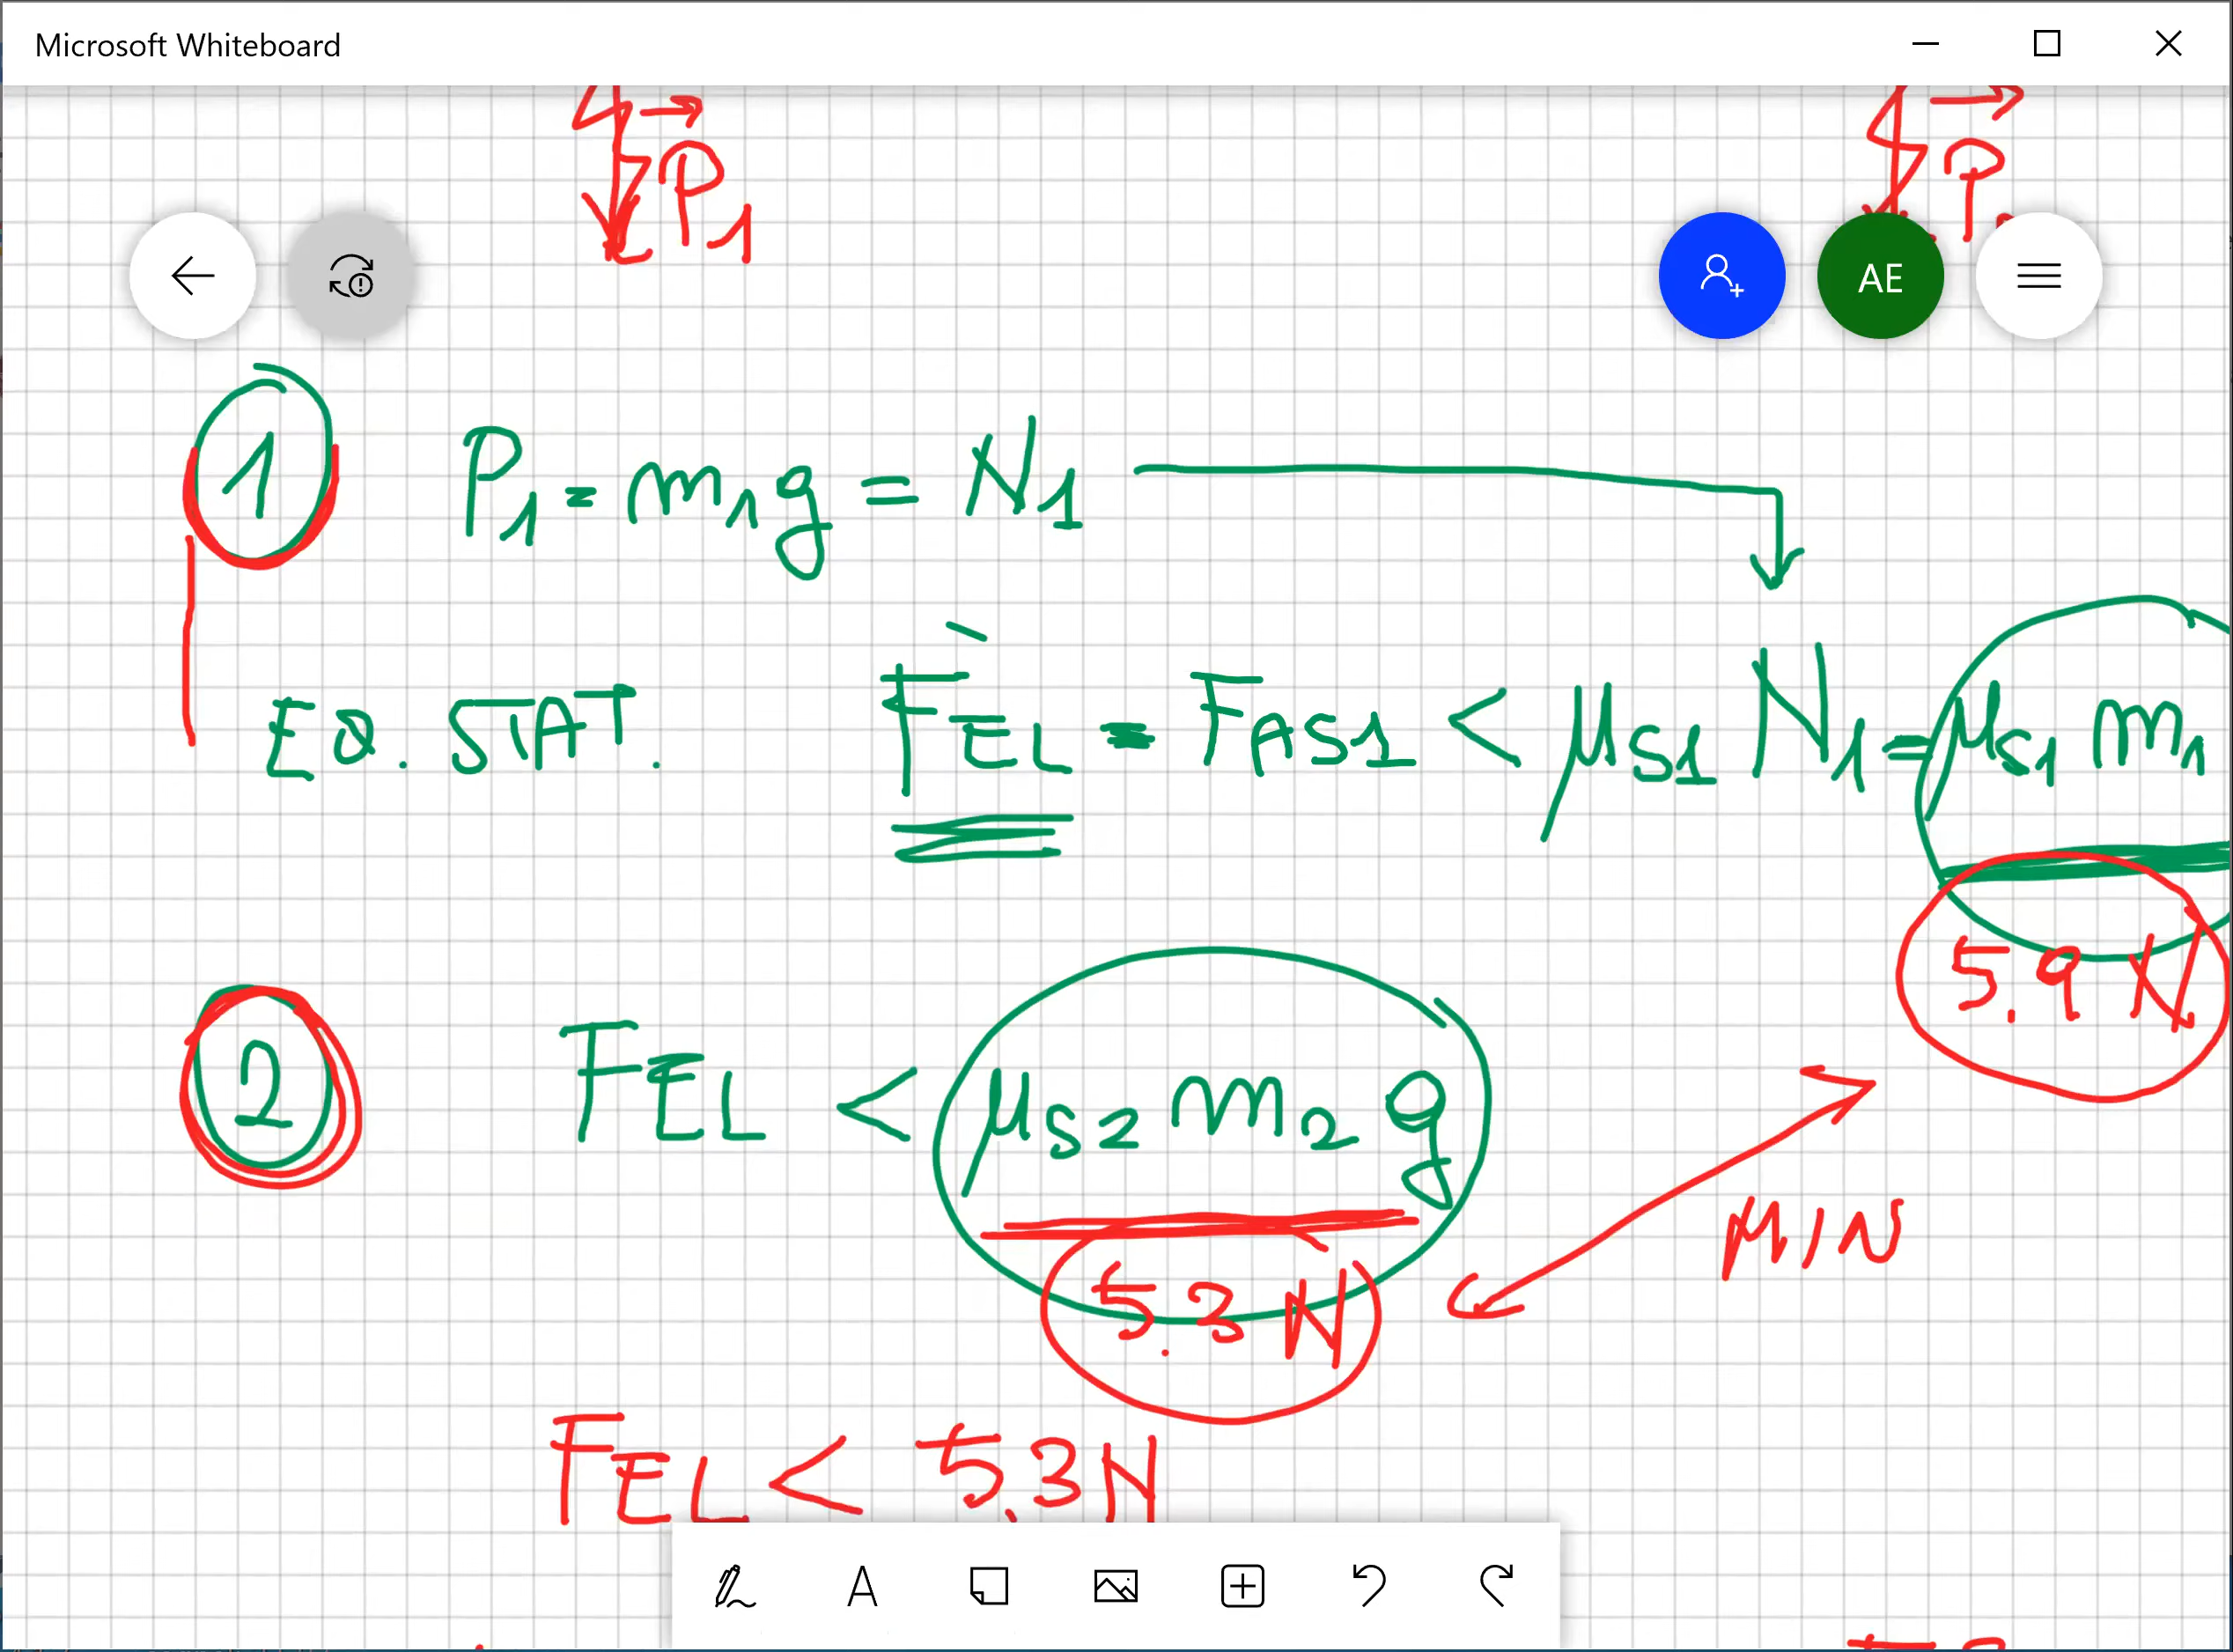 Microsoft Whiteboard
P1
P
AE
1 P1 = m1g = N1
EQ. STAT. FEL = FAS1 < μS1 N1 = μS1 m1
5.9 N
2 FEL < μS2 m2 g
MIN
5.3 N
FEL < 5.3N